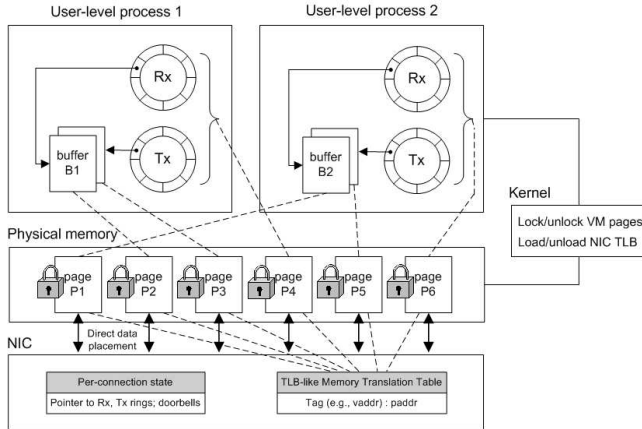 User-level process 1
User-level process 2
Rx
Rx
Tx
Tx
buffer
B1
buffer
B2
Kernel
Lock/unlock VM pages
Load/unload NIC TLB
Physical memory
page
P1
page
P2
page
P3
page
P4
page
P5
page
P6
Direct data
placement
NIC
Per-connection state
Pointer to Rx, Tx rings; doorbells
TLB-like Memory Translation Table
Tag (e.g., vaddr) : paddr